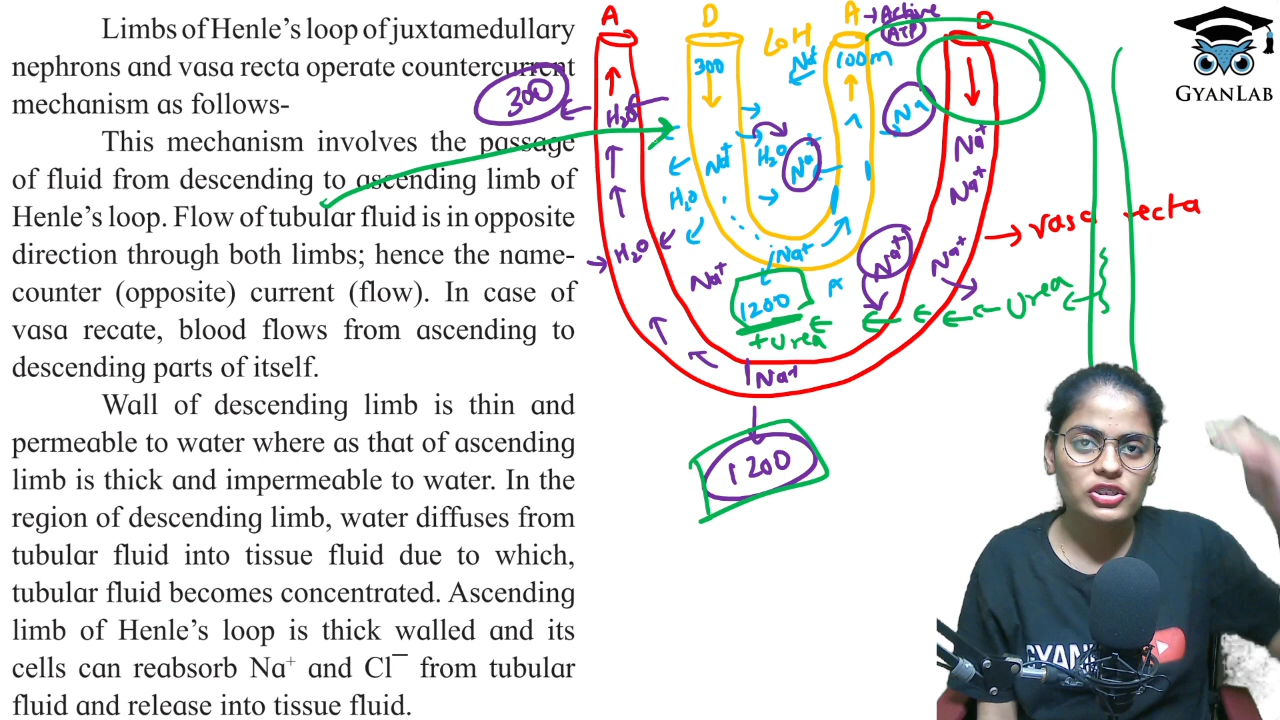 Limbs of Henle's loop of juxtamedullary
nephrons and vasa recta operate countercurrent
mechanism as follows-
This mechanism involves the passage
of fluid from descending to ascending limb of
Henle's loop. Flow of tubular fluid is in opposite
direction through both limbs; hence the name-
counter (opposite) current (flow). In case of
vasa recate, blood flows from ascending to
descending parts of itself.
Wall of descending limb is thin and
permeable to water where as that of ascending
limb is thick and impermeable to water. In the
region of descending limb, water diffuses from
tubular fluid into tissue fluid due to which,
tubular fluid becomes concentrated. Ascending
limb of Henle's loop is thick walled and its
cells can reabsorb Na⁺ and Cl⁻ from tubular
fluid and release into tissue fluid.
A
D
LoH
A → Active
ATP
D
300
300
Na⁺
100m
H₂O
Na
Na⁺
H₂O
Na⁺
Na⁺
Na⁺
H₂O
H₂O
Na⁺
Na⁺
Na⁺
Na⁺
→ vasa recta
1200
Urea
+ Urea
Na⁺
1200
GYANLAB
GYAN